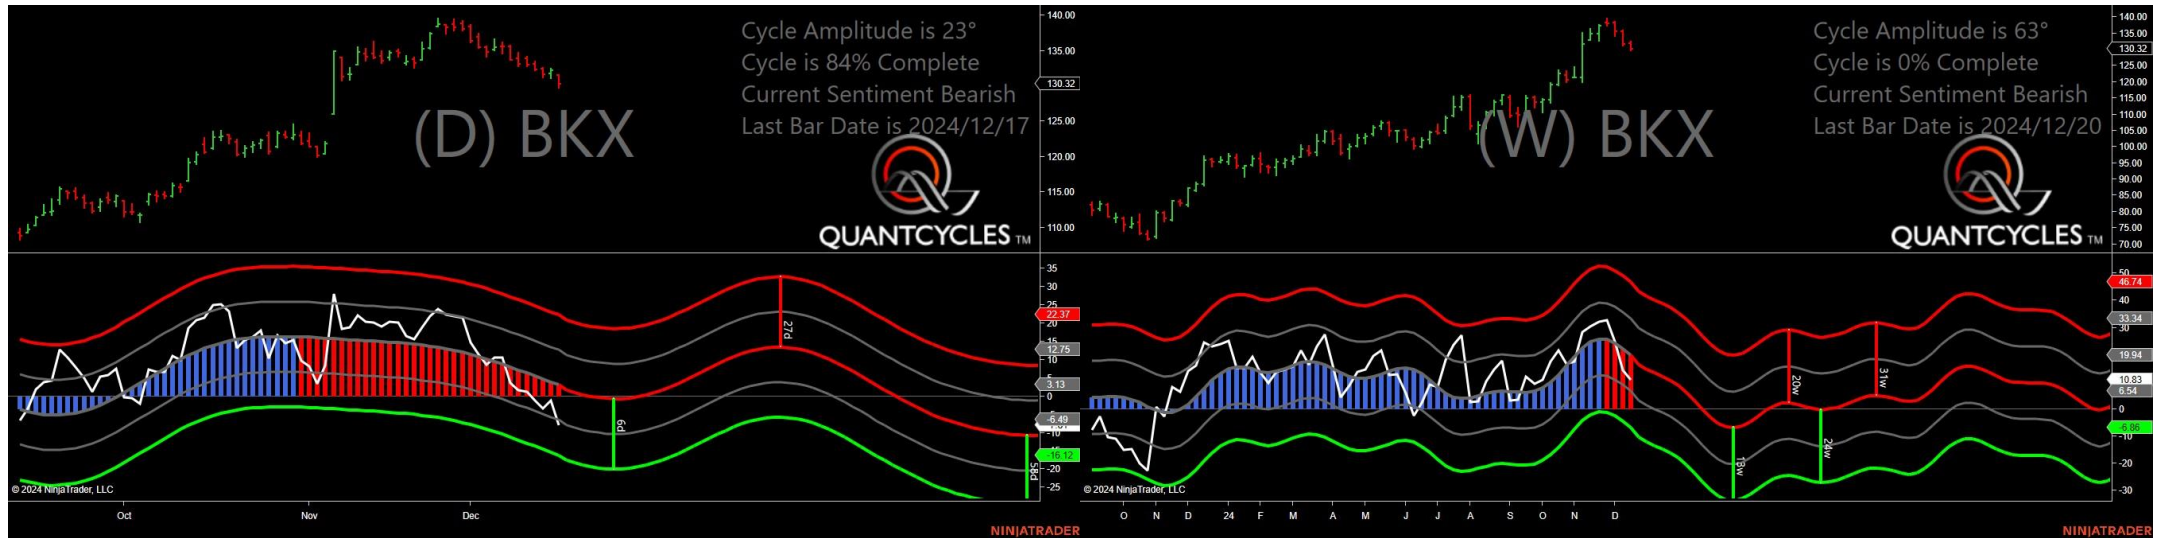 Cycle Amplitude is 23°
Cycle is 84% Complete
Current Sentiment Bearish
Last Bar Date is 2024/12/17
(D) BKX
QUANTCYCLES TM
140.00
135.00
130.32
125.00
120.00
115.00
110.00
35
30
25
22.37
20
15
12.75
10
5
3.13
0
-6.49
-10
-16.12
-20
-25
27d
6d
58d
© 2024 NinjaTrader, LLC
Oct
Nov
Dec
NINJATRADER
Cycle Amplitude is 63°
Cycle is 0% Complete
Current Sentiment Bearish
Last Bar Date is 2024/12/20
(W) BKX
QUANTCYCLES TM
140.00
135.00
130.32
125.00
120.00
115.00
110.00
105.00
100.00
95.00
90.00
85.00
80.00
75.00
70.00
50
46.74
40
33.34
30
19.94
10.83
6.54
0
-6.86
-10
-20
-30
20w
31w
24w
© 2024 NinjaTrader, LLC
O N D 24 F M A M J J A S O N D
NINJATRADER